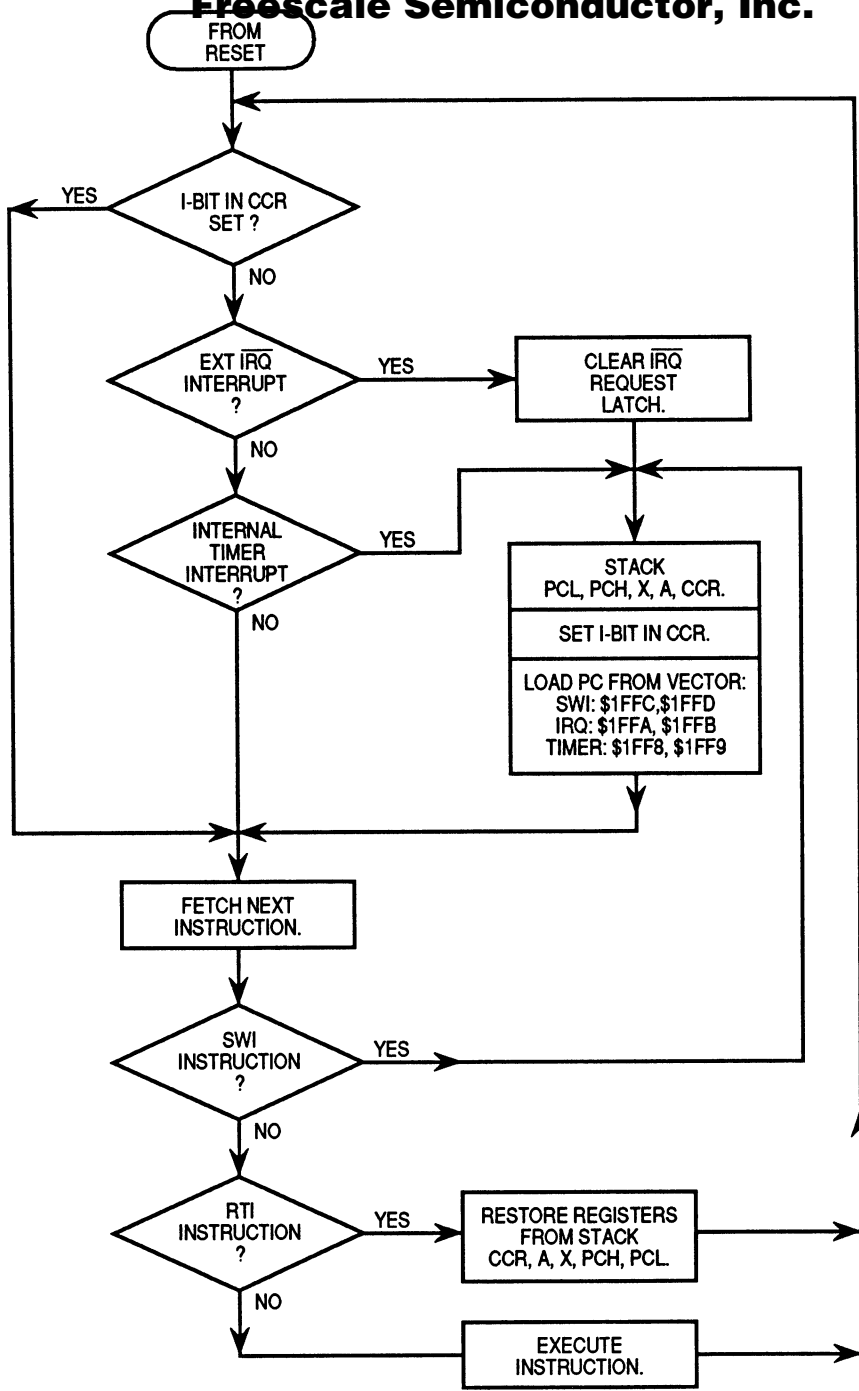 Freescale Semiconductor, Inc.
FROM
RESET
I-BIT IN CCR
SET ?
YES
NO
EXT I̅R̅Q̅
INTERRUPT
?
YES
NO
CLEAR I̅R̅Q̅
REQUEST
LATCH.
INTERNAL
TIMER
INTERRUPT
?
YES
NO
STACK
PCL, PCH, X, A, CCR.
SET I-BIT IN CCR.
LOAD PC FROM VECTOR:
SWI: $1FFC,$1FFD
IRQ: $1FFA, $1FFB
TIMER: $1FF8, $1FF9
FETCH NEXT
INSTRUCTION.
SWI
INSTRUCTION
?
YES
NO
RTI
INSTRUCTION
?
YES
NO
RESTORE REGISTERS
FROM STACK
CCR, A, X, PCH, PCL.
EXECUTE
INSTRUCTION.